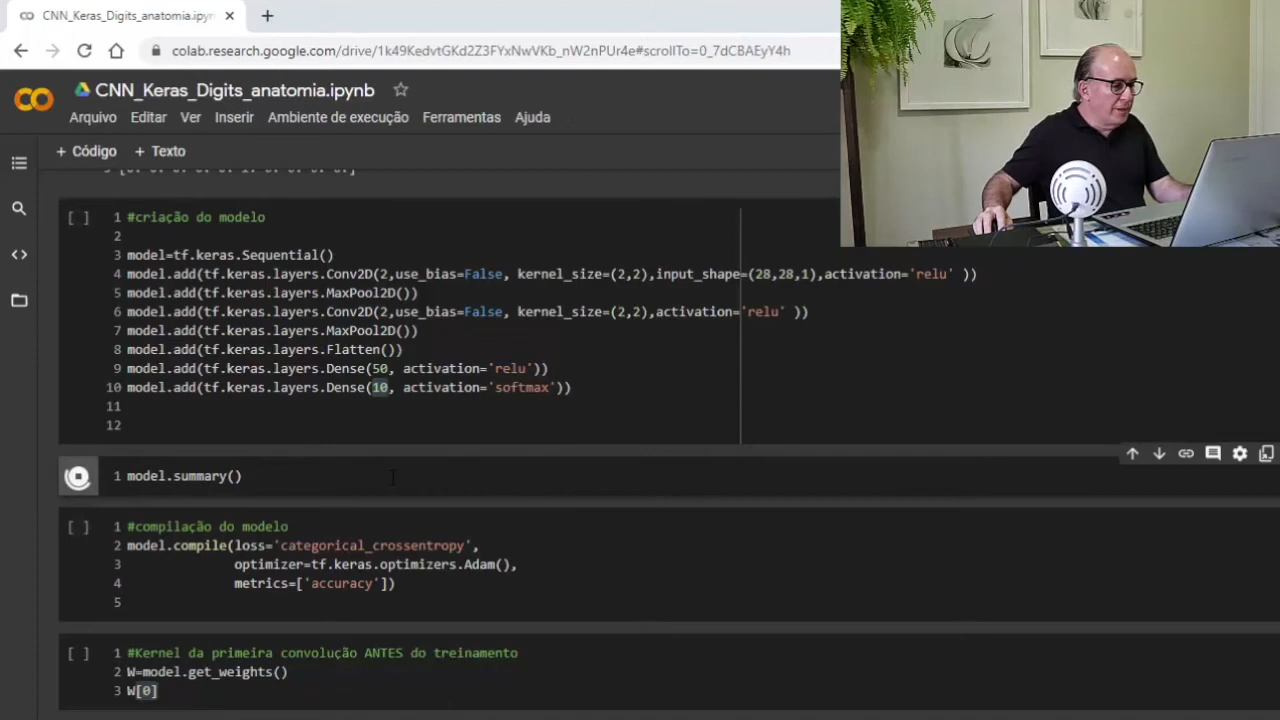 CNN_Keras_Digits_anatomia.ipyn
colab.research.google.com/drive/1k49KedvtGKd2Z3FYxNwVKb_nW2nPUr4e#scrollTo=0_7dCBAEyY4h
CNN_Keras_Digits_anatomia.ipynb
Arquivo Editar Ver Inserir Ambiente de execução Ferramentas Ajuda
+ Código + Texto
[ ] 1 #criação do modelo
2
3 model=tf.keras.Sequential()
4 model.add(tf.keras.layers.Conv2D(2,use_bias=False, kernel_size=(2,2),input_shape=(28,28,1),activation='relu' ))
5 model.add(tf.keras.layers.MaxPool2D())
6 model.add(tf.keras.layers.Conv2D(2,use_bias=False, kernel_size=(2,2),activation='relu' ))
7 model.add(tf.keras.layers.MaxPool2D())
8 model.add(tf.keras.layers.Flatten())
9 model.add(tf.keras.layers.Dense(50, activation='relu'))
10 model.add(tf.keras.layers.Dense(10, activation='softmax'))
11
12
1 model.summary()
[ ] 1 #compilação do modelo
2 model.compile(loss='categorical_crossentropy',
3 optimizer=tf.keras.optimizers.Adam(),
4 metrics=['accuracy'])
5
[ ] 1 #Kernel da primeira convolução ANTES do treinamento
2 W=model.get_weights()
3 W[0]